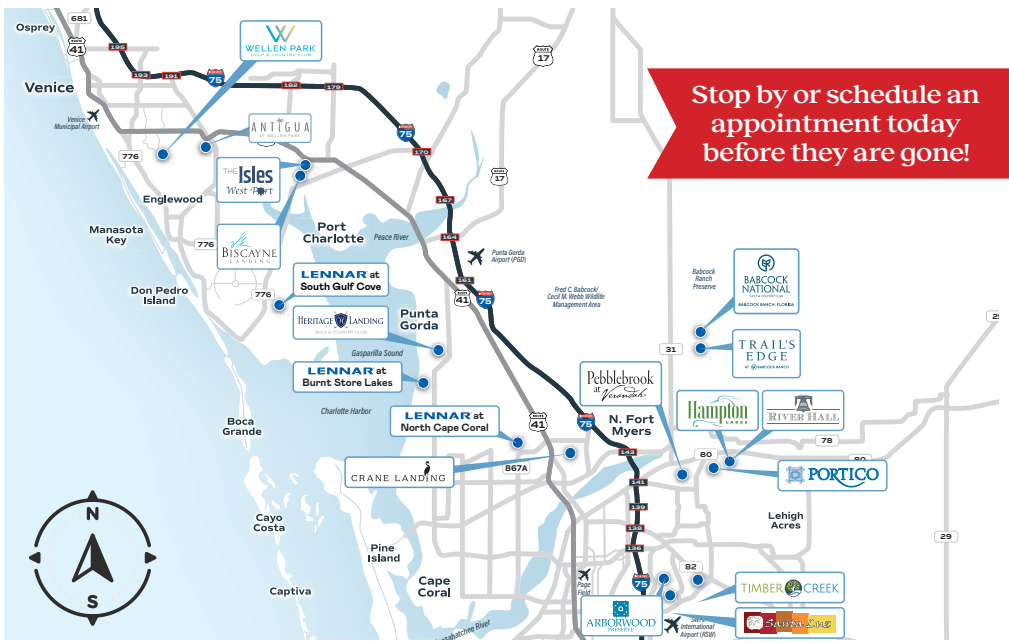 681
Osprey
ROUTE
41
195
193
191
75
182
179
ROUTE
17
WELLEN PARK
GOLF & COUNTRY CLUB
Venice
Venice
Municipal Airport
ANTIGUA
AT WELLEN PARK
75
170
Stop by or schedule an
appointment today
before they are gone!
776
THE Isles
West Port
17
Englewood
167
Manasota
Key
776
BISCAYNE
LANDING
Port
Charlotte
Peace River
164
Punta Gorda
Airport (PGD)
161
ROUTE
41
75
Don Pedro
Island
776
LENNAR at
South Gulf Cove
Fred C. Babcock/
Cecil M. Webb Wildlife
Management Area
Babcock
Ranch
Preserve
BABCOCK
NATIONAL
GOLF & COUNTRY CLUB
BABCOCK RANCH, FLORIDA
HERITAGE LANDING
GOLF & COUNTRY CLUB
Punta
Gorda
31
TRAIL'S
EDGE
AT BABCOCK RANCH
Gasparilla Sound
LENNAR at
Burnt Store Lakes
Pebblebrook
at
Verandah
Hampton
LAKES
RIVER HALL
Charlotte Harbor
Boca
Grande
LENNAR at
North Cape Coral
ROUTE
41
75
N. Fort
Myers
78
80
80
143
867A
CRANE LANDING
PORTICO
141
139
138
136
Lehigh
Acres
29
N
S
Cayo
Costa
Pine
Island
Captiva
Cape
Coral
Page
Field
75
82
TIMBER CREEK
ARBORWOOD
PRESERVE
International
Airport (RSW)
Santa Luz